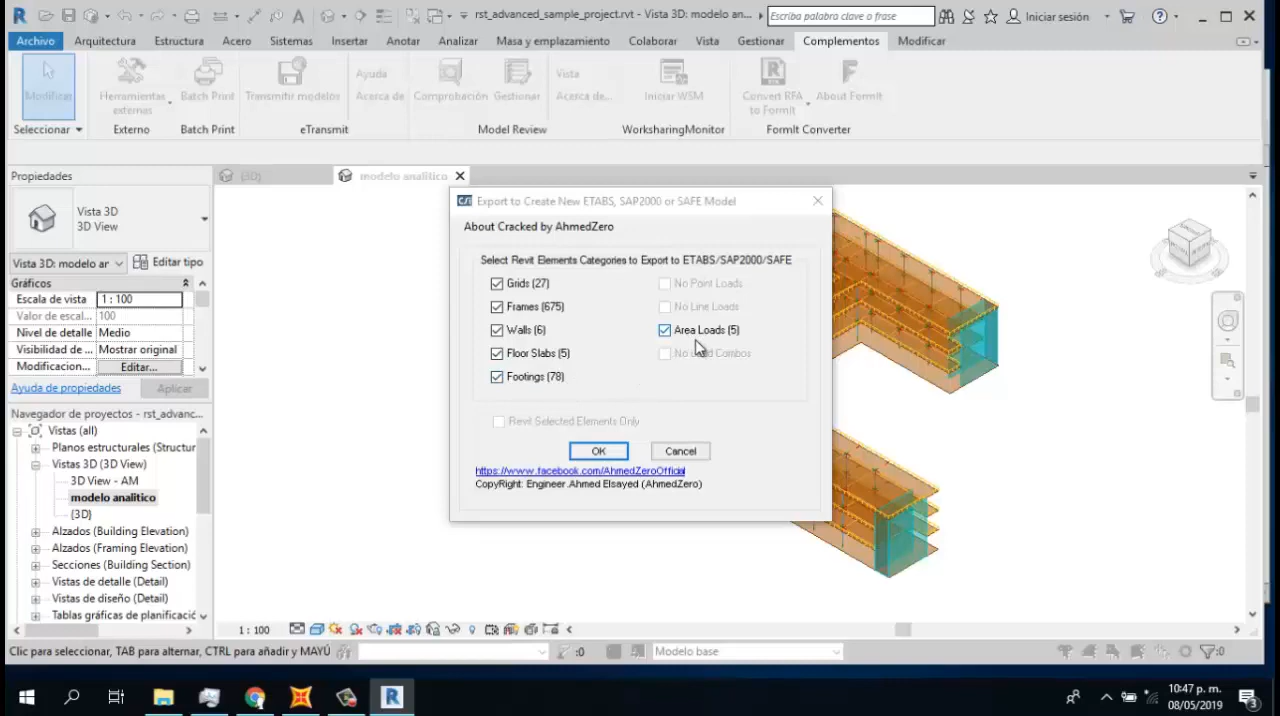 rst_advanced_sample_project.rvt - Vista 3D: modelo an...
Escriba palabra clave o frase
Iniciar sesión
Archivo Arquitectura Estructura Acero Sistemas Insertar Anotar Analizar Masa y emplazamiento Colaborar Vista Gestionar Complementos Modificar
Modificar
Herramientas externas
Batch Print
Transmitir modelos
Ayuda
Acerca de
Comprobación
Gestionar
Vista
Acerca de...
Iniciar WSM
Convert RFA to FormIt
About FormIt
Seleccionar
Externo
Batch Print
eTransmit
Model Review
WorksharingMonitor
FormIt Converter
Propiedades
{3D}
modelo analitico
Vista 3D
3D View
Vista 3D: modelo ar
Editar tipo
Gráficos
Escala de vista 1 : 100
Valor de escal... 100
Nivel de detalle Medio
Visibilidad de ... Mostrar original
Modificacion... Editar...
Ayuda de propiedades
Aplicar
Navegador de proyectos - rst_advanc...
Vistas (all)
Planos estructurales (Structur
Vistas 3D (3D View)
3D View - AM
modelo analitico
{3D}
Alzados (Building Elevation)
Alzados (Framing Elevation)
Secciones (Building Section)
Vistas de detalle (Detail)
Vistas de diseño (Detail)
Tablas gráficas de planificació
Export to Create New ETABS, SAP2000 or SAFE Model
About Cracked by AhmedZero
Select Revit Elements Categories to Export to ETABS/SAP2000/SAFE
Grids (27)
No Point Loads
Frames (675)
No Line Loads
Walls (6)
Area Loads (5)
Floor Slabs (5)
Footings (78)
Revit Selected Elements Only
OK
Cancel
https://www.facebook.com/AhmedZeroOfficial
CopyRight: Engineer .Ahmed Elsayed (AhmedZero)
1 : 100
Clic para seleccionar, TAB para alternar, CTRL para añadir y MAYÚ
:0
Modelo base
:0
10:47 p. m.
08/05/2019
3